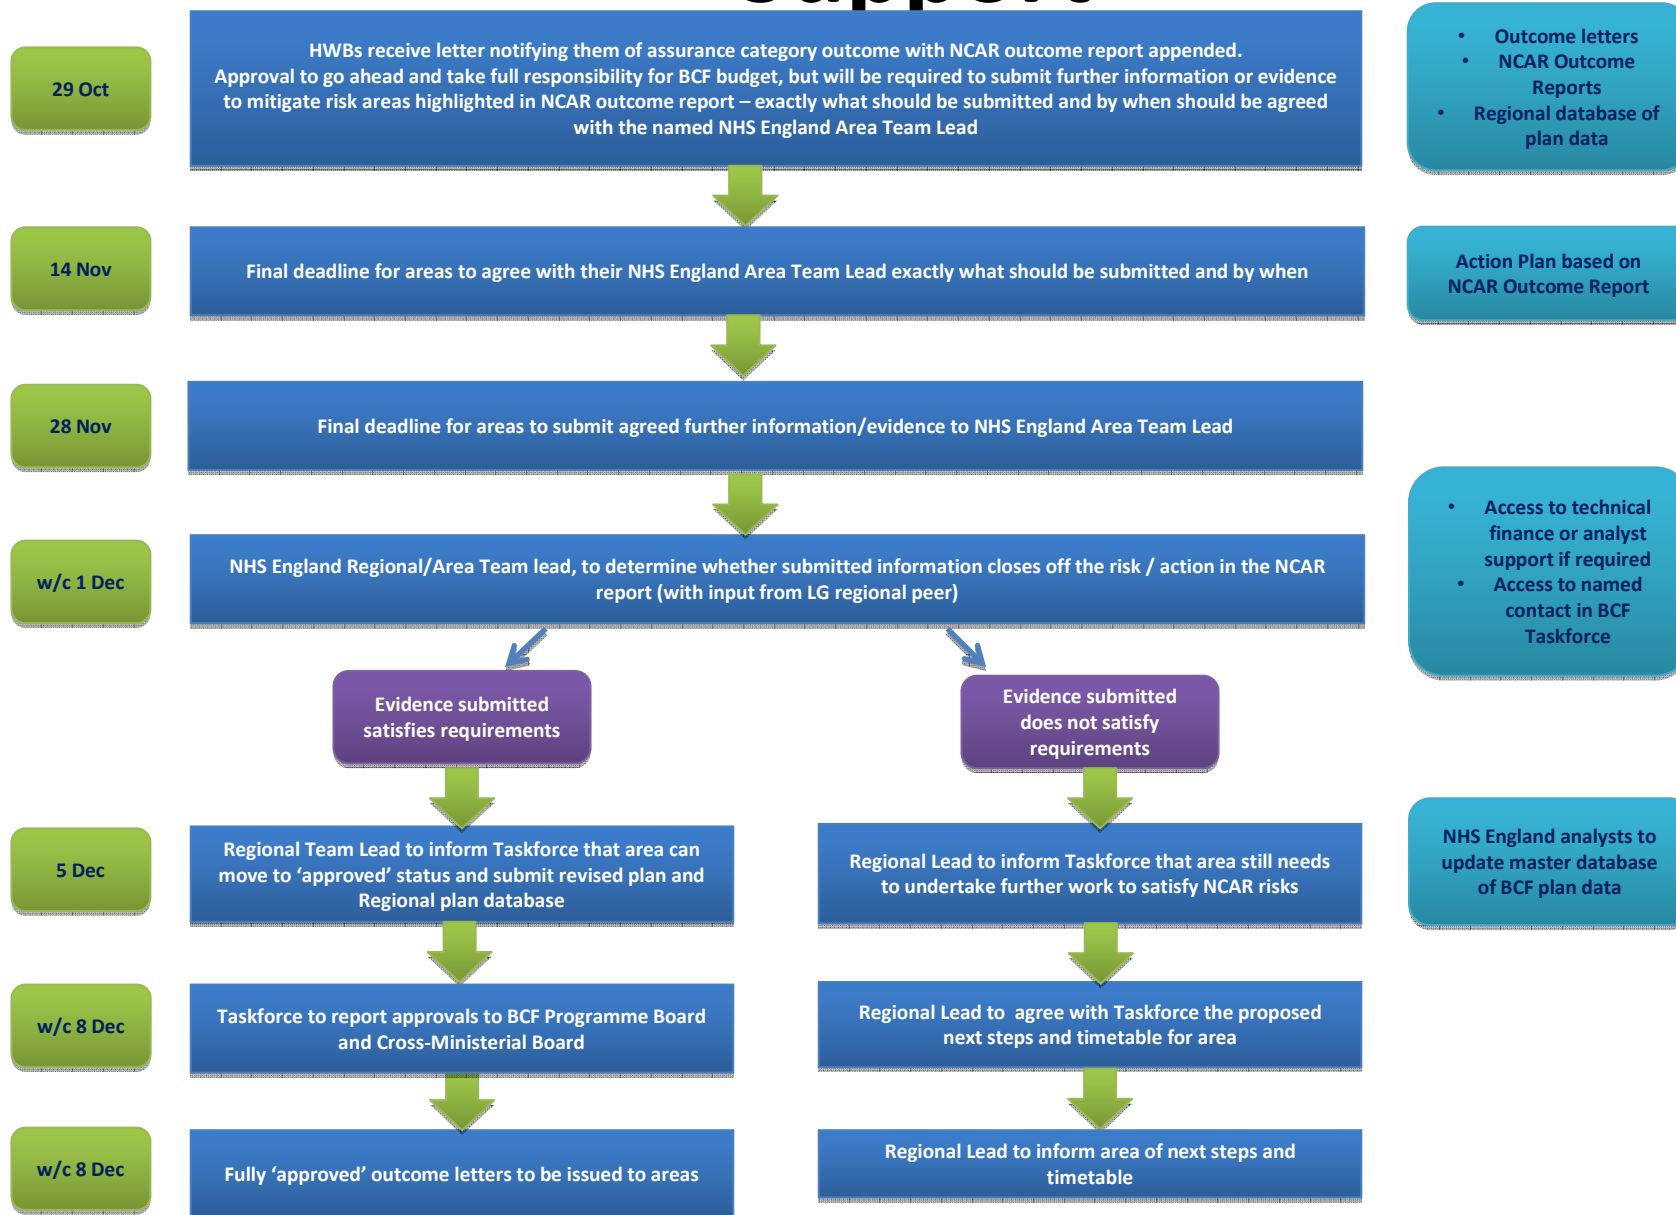 Support
29 Oct
HWBs receive letter notifying them of assurance category outcome with NCAR outcome report appended.
Approval to go ahead and take full responsibility for BCF budget, but will be required to submit further information or evidence
to mitigate risk areas highlighted in NCAR outcome report – exactly what should be submitted and by when should be agreed
with the named NHS England Area Team Lead
• Outcome letters
• NCAR Outcome
Reports
• Regional database of
plan data
14 Nov
Final deadline for areas to agree with their NHS England Area Team Lead exactly what should be submitted and by when
Action Plan based on
NCAR Outcome Report
28 Nov
Final deadline for areas to submit agreed further information/evidence to NHS England Area Team Lead
w/c 1 Dec
NHS England Regional/Area Team lead, to determine whether submitted information closes off the risk / action in the NCAR
report (with input from LG regional peer)
• Access to technical
finance or analyst
support if required
• Access to named
contact in BCF
Taskforce
Evidence submitted
satisfies requirements
Evidence submitted
does not satisfy
requirements
5 Dec
Regional Team Lead to inform Taskforce that area can
move to ‘approved’ status and submit revised plan and
Regional plan database
Regional Lead to inform Taskforce that area still needs
to undertake further work to satisfy NCAR risks
NHS England analysts to
update master database
of BCF plan data
w/c 8 Dec
Taskforce to report approvals to BCF Programme Board
and Cross-Ministerial Board
Regional Lead to agree with Taskforce the proposed
next steps and timetable for area
w/c 8 Dec
Fully ‘approved’ outcome letters to be issued to areas
Regional Lead to inform area of next steps and
timetable